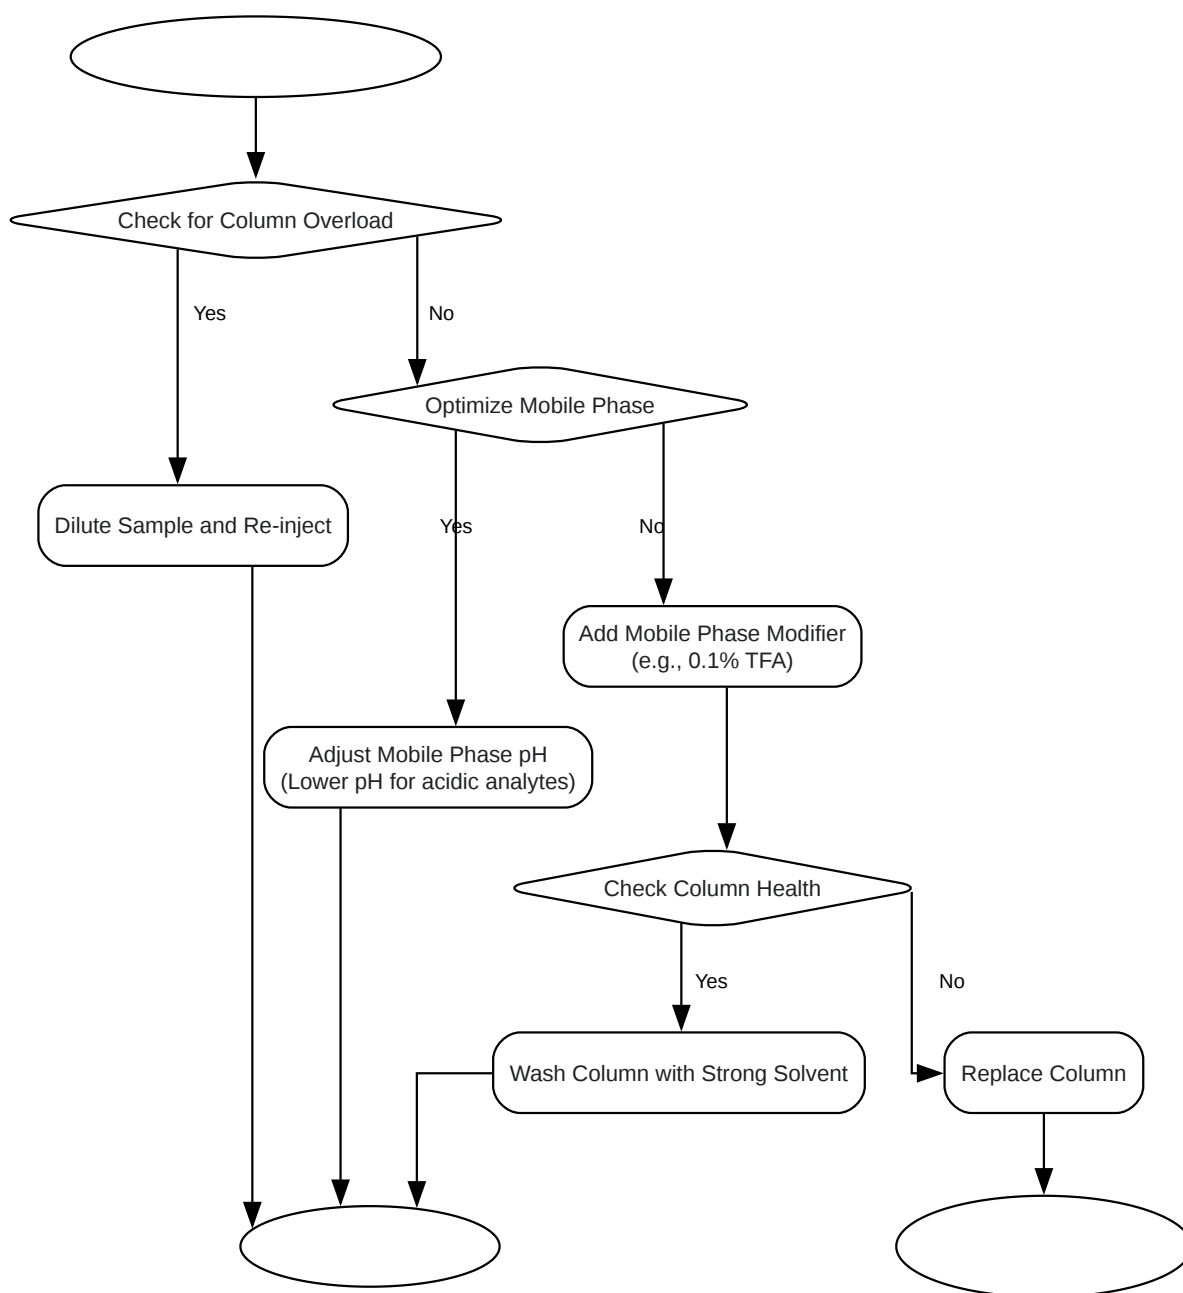 Check for Column Overload
Yes
No
Optimize Mobile Phase
Dilute Sample and Re-inject
Yes
No
Add Mobile Phase Modifier
(e.g., 0.1% TFA)
Adjust Mobile Phase pH
(Lower pH for acidic analytes)
Check Column Health
Yes
No
Wash Column with Strong Solvent
Replace Column